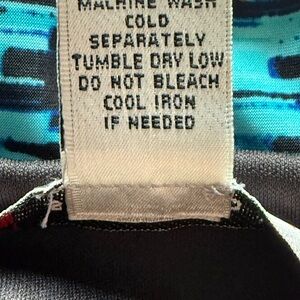 MACHINE WASH
COLD
SEPARATELY
TUMBLE DRY LOW
DO NOT BLEACH
COOL IRON
IF NEEDED